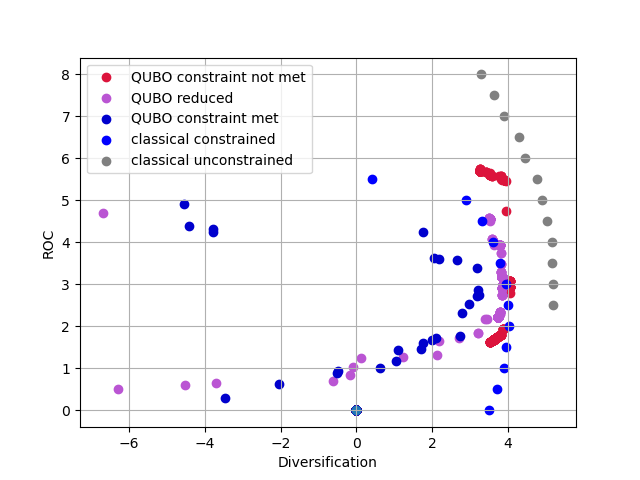 8
7
6
5
4
3
2
1
0
ROC
QUBO constraint not met
QUBO reduced
QUBO constraint met
classical constrained
classical unconstrained
−6 −4 −2 0 2 4
Diversification